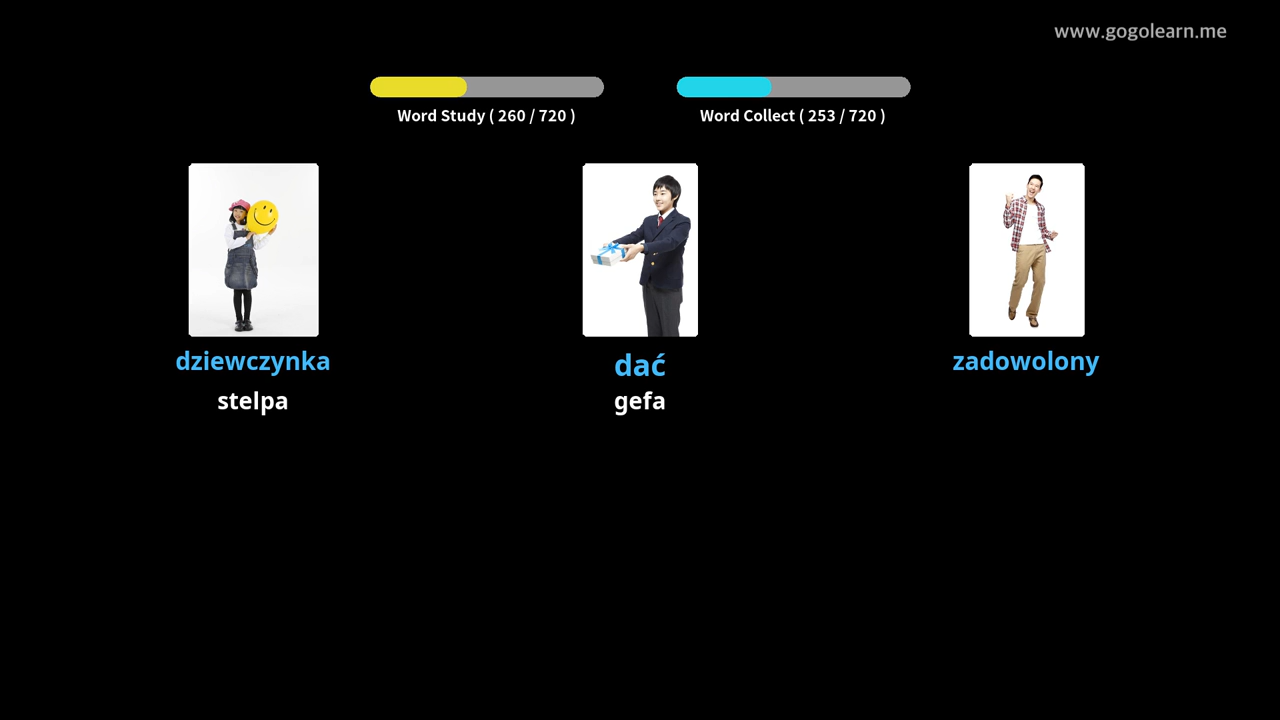 www.gogolearn.me
Word Study ( 260 / 720 )
Word Collect ( 253 / 720 )
dziewczynka
dać
zadowolony
stelpa
gefa